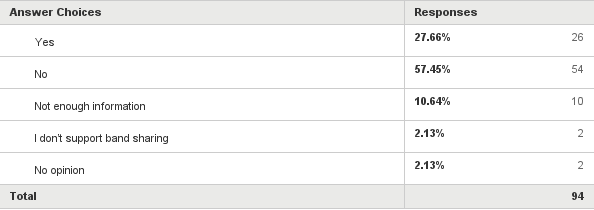 Answer Choices Responses
Yes 27.66% 26
No 57.45% 54
Not enough information 10.64% 10
I don't support band sharing 2.13% 2
No opinion 2.13% 2
Total 94